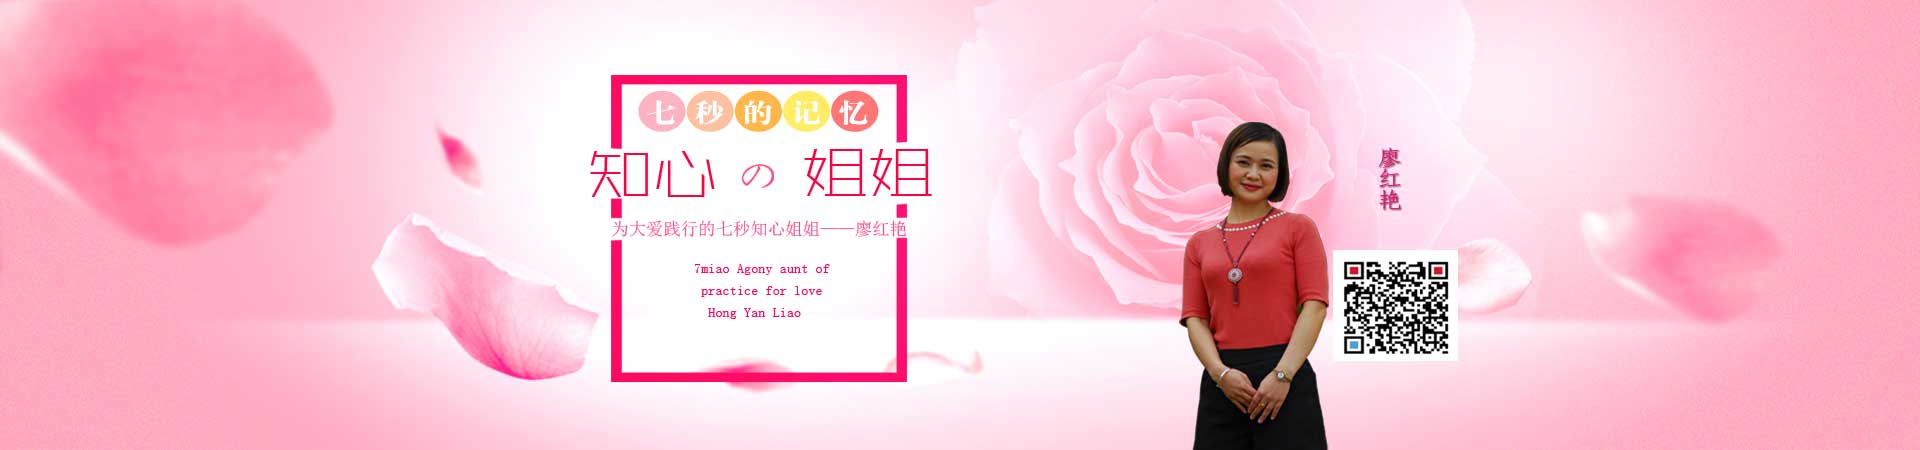 七秒的记忆
知心の姐姐
为大爱践行的七秒知心姐姐——廖红艳
7miao Agony aunt of
practice for love
Hong Yan Liao
廖红艳